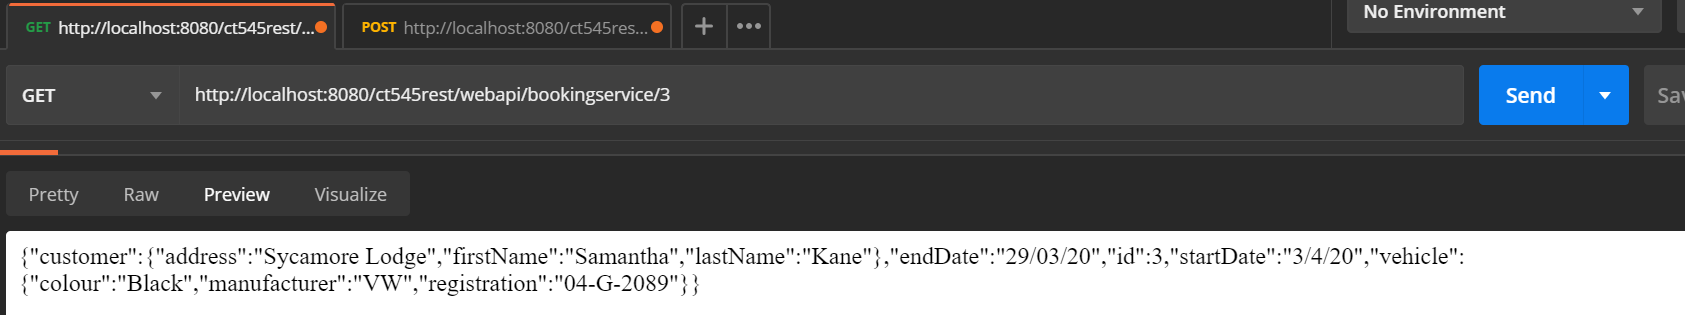 GET http://localhost:8080/ct545rest/... POST http://localhost:8080/ct545res... + ••• No Environment
GET http://localhost:8080/ct545rest/webapi/bookingservice/3 Send Sav
Pretty Raw Preview Visualize
{"customer":{"address":"Sycamore Lodge","firstName":"Samantha","lastName":"Kane"},"endDate":"29/03/20","id":3,"startDate":"3/4/20","vehicle":
{"colour":"Black","manufacturer":"VW","registration":"04-G-2089"}}